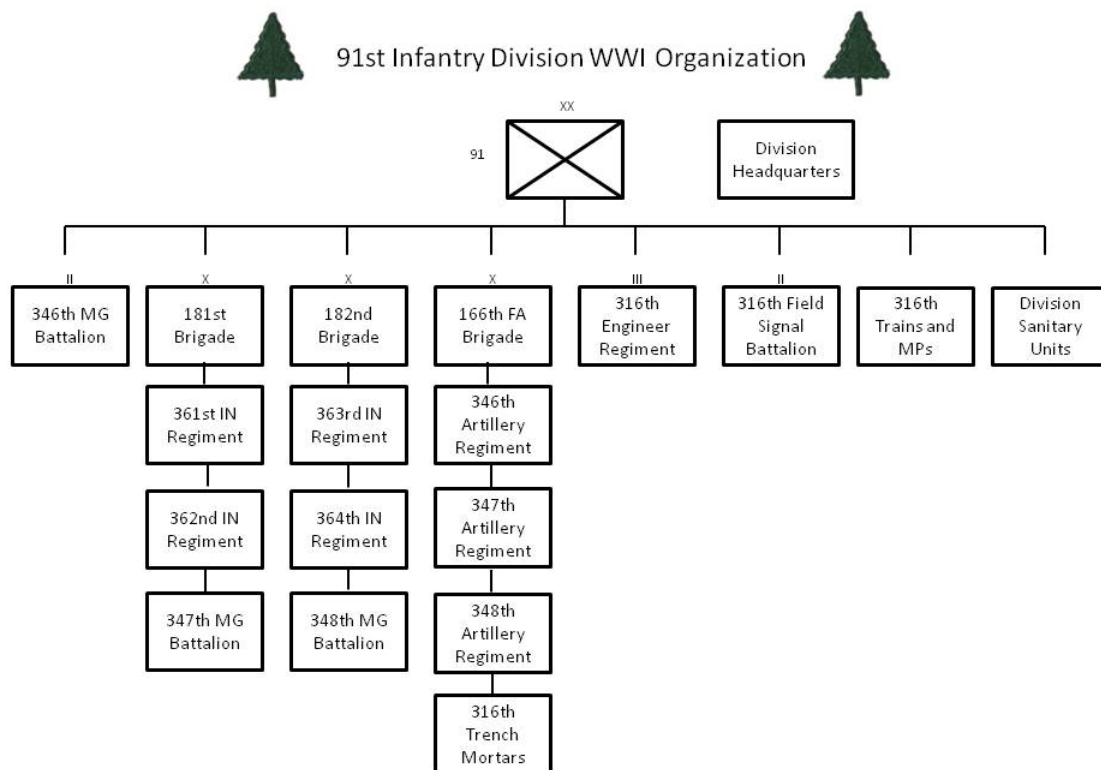 91st Infantry Division WWI Organization
XX
91
Division
Headquarters
II
346th MG
Battalion
X
181st
Brigade
361st IN
Regiment
362nd IN
Regiment
347th MG
Battalion
X
182nd
Brigade
363rd IN
Regiment
364th IN
Regiment
348th MG
Battalion
X
166th FA
Brigade
346th
Artillery
Regiment
347th
Artillery
Regiment
348th
Artillery
Regiment
316th
Trench
Mortars
III
316th
Engineer
Regiment
II
316th Field
Signal
Battalion
316th
Trains and
MPs
Division
Sanitary
Units